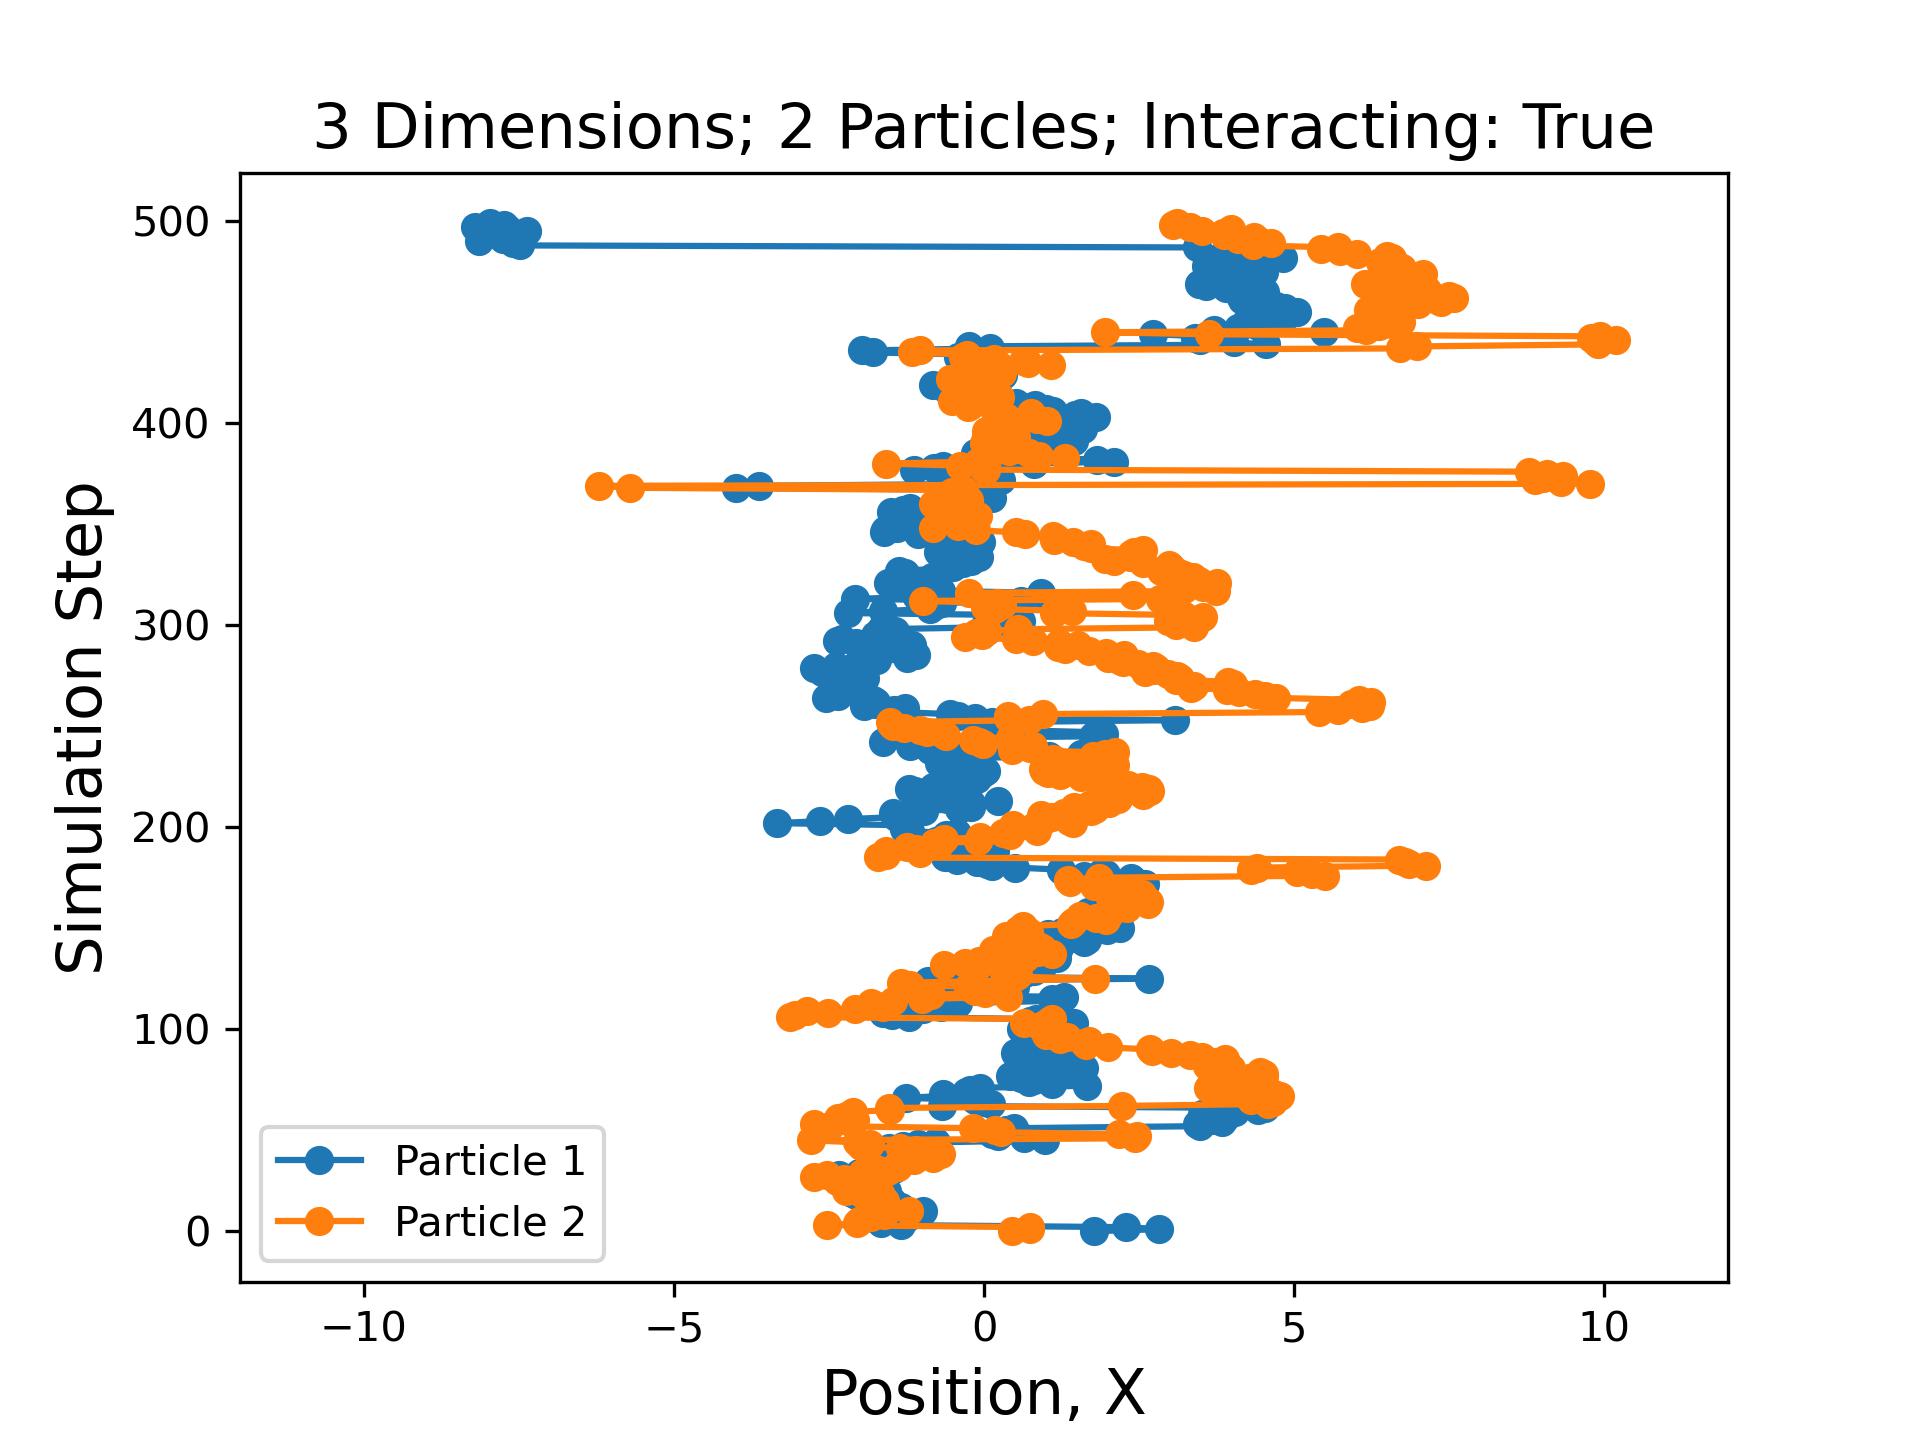 3 Dimensions; 2 Particles; Interacting: True
Simulation Step
500
400
300
200
100
0
Particle 1
Particle 2
−10
−5
0
5
10
Position, X